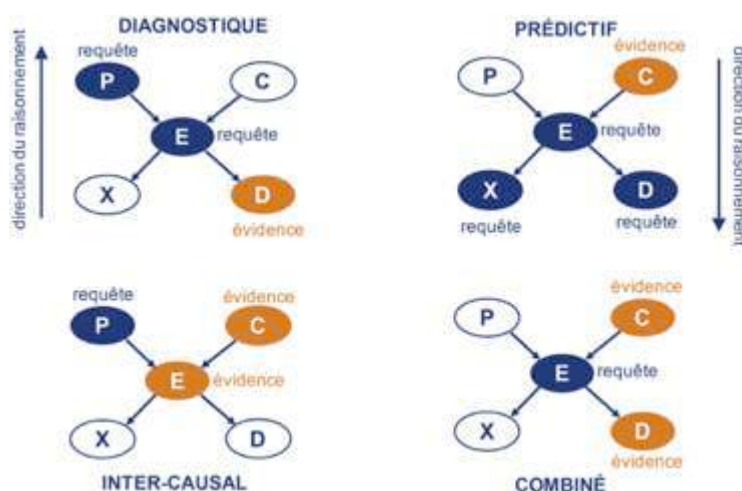 DIAGNOSTIQUE
requête
P
C
E
requête
X
D
évidence
direction du raisonnement
PRÉDICTIF
évidence
P
C
E
requête
X
D
requête
requête
direction du raisonnement
requête
évidence
P
C
E
évidence
X
D
INTER-CAUSAL
évidence
P
C
E
requête
X
D
évidence
COMBINÉ